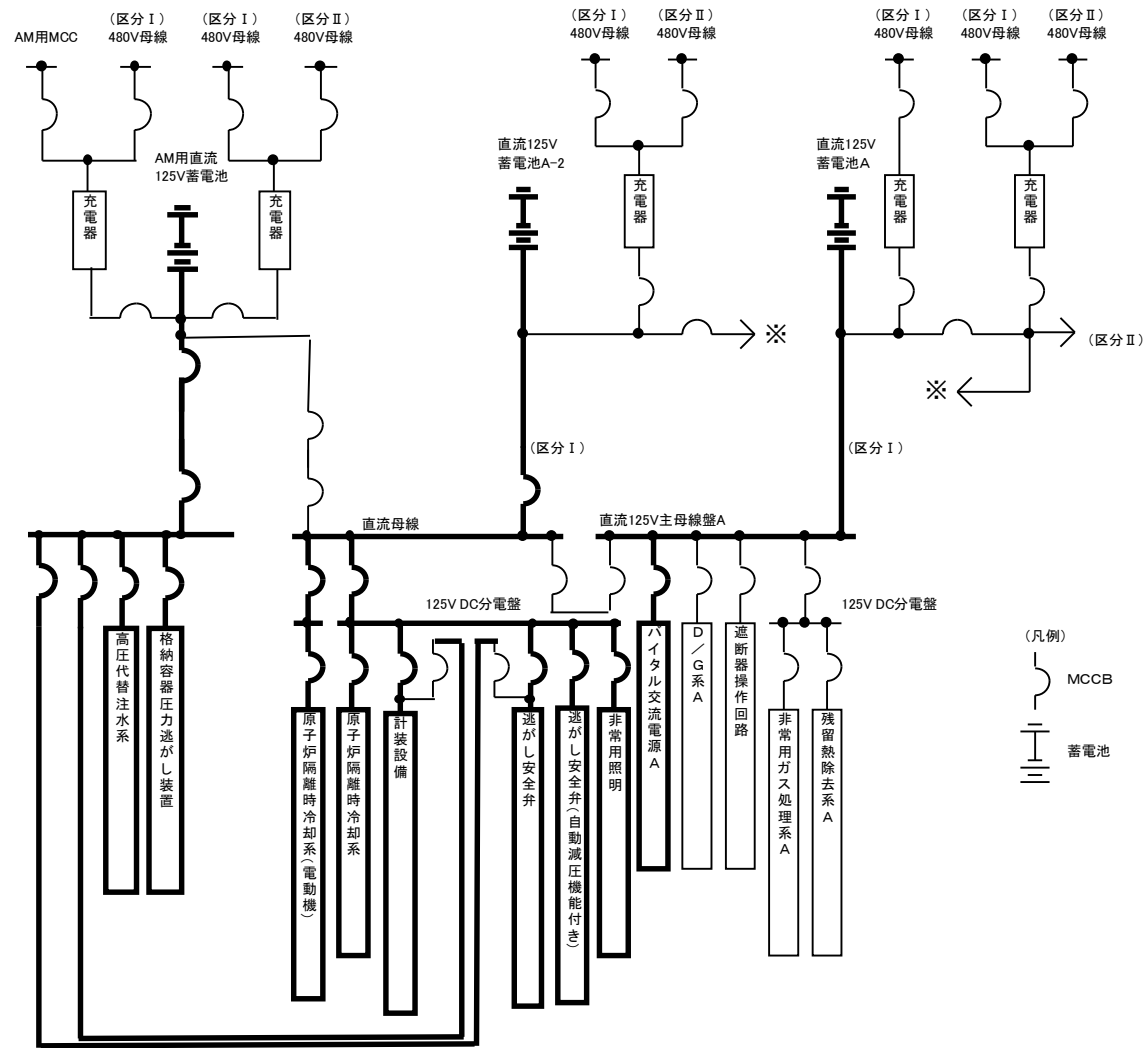 AM用MCC
(区分Ⅰ)
480V母線
(区分Ⅰ)
480V母線
(区分Ⅱ)
480V母線
(区分Ⅰ)
480V母線
(区分Ⅱ)
480V母線
(区分Ⅰ)
480V母線
(区分Ⅰ)
480V母線
(区分Ⅱ)
480V母線
AM用直流
125V蓄電池
直流125V
蓄電池A-2
直流125V
蓄電池A
充電器
充電器
充電器
充電器
充電器
※
(区分Ⅱ)
※
(区分Ⅰ)
(区分Ⅰ)
直流母線
直流125V主母線盤A
125V DC分電盤
125V DC分電盤
高圧代替注水系
格納容器圧力逃がし装置
原子炉隔離時冷却系(電動機)
原子炉隔離時冷却系
計装設備
逃がし安全弁
逃がし安全弁(自動減圧機能付き)
非常用照明
バイタル交流電源A
D/G系A
遮断器操作回路
非常用ガス処理系A
残留熱除去系A
(凡例)
MCCB
蓄電池